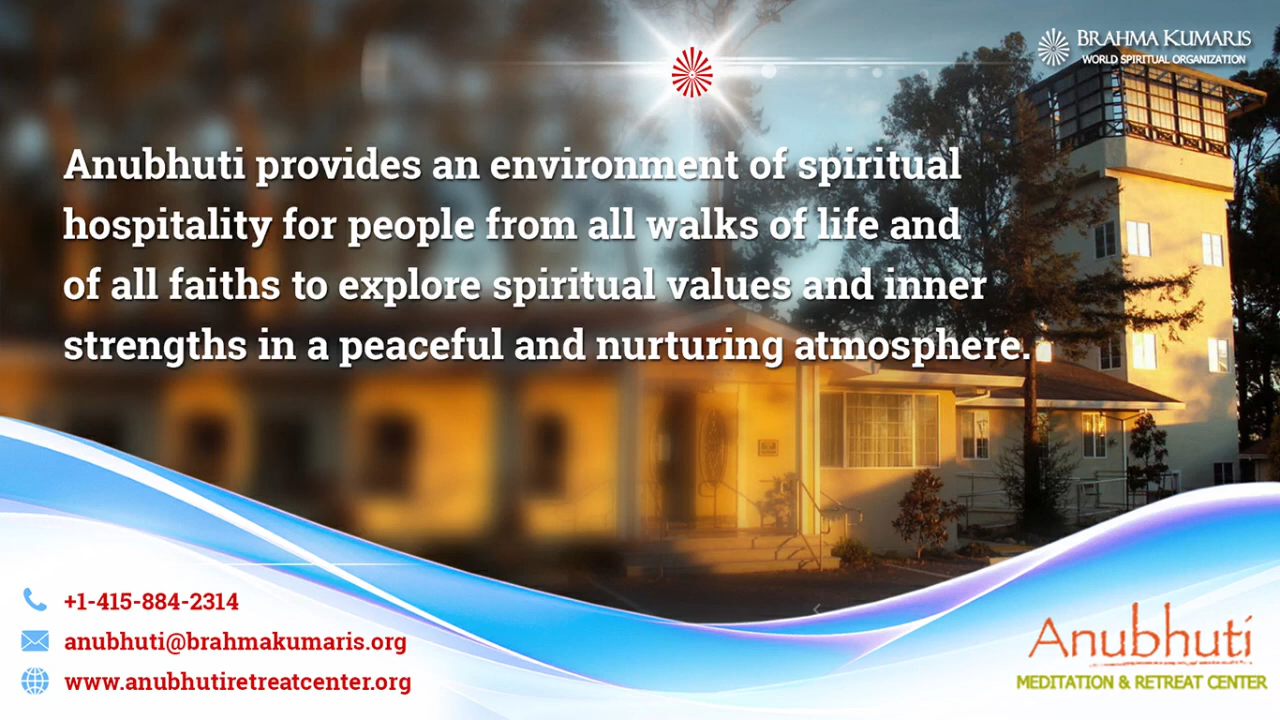 BRAHMA KUMARIS
WORLD SPIRITUAL ORGANIZATION
Anubhuti provides an environment of spiritual
hospitality for people from all walks of life and
of all faiths to explore spiritual values and inner
strengths in a peaceful and nurturing atmosphere.
+1-415-884-2314
anubhuti@brahmakumaris.org
www.anubhutiretreatcenter.org
Anubhuti
MEDITATION & RETREAT CENTER